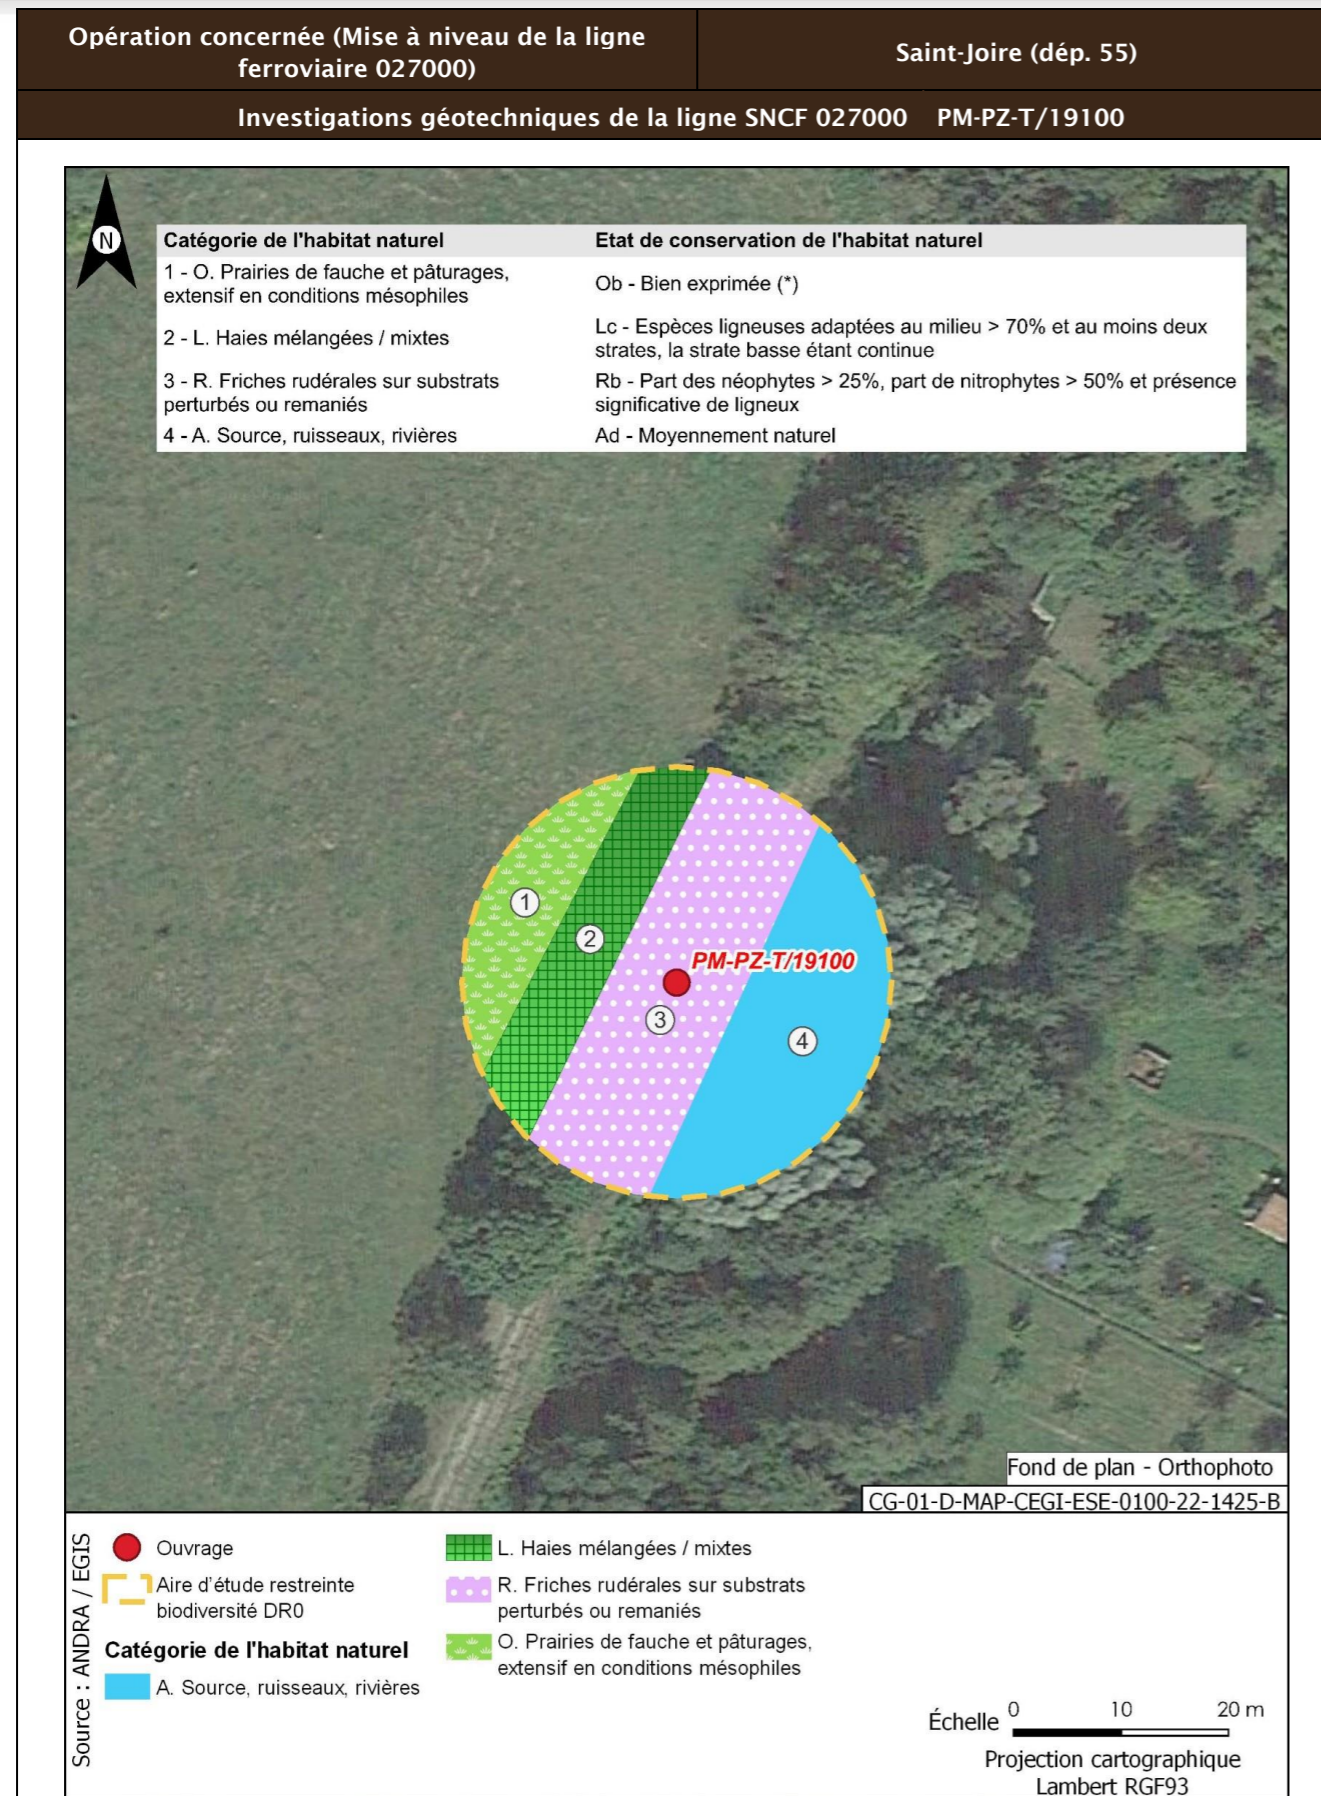 Opération concernée (Mise à niveau de la ligne
ferroviaire 027000)
Saint-Joire (dép. 55)
Investigations géotechniques de la ligne SNCF 027000 PM-PZ-T/19100
N
Catégorie de l'habitat naturel
Etat de conservation de l'habitat naturel
1 - O. Prairies de fauche et pâturages,
extensif en conditions mésophiles
Ob - Bien exprimée (*)
2 - L. Haies mélangées / mixtes
Lc - Espèces ligneuses adaptées au milieu > 70% et au moins deux
strates, la strate basse étant continue
3 - R. Friches rudérales sur substrats
perturbés ou remaniés
Rb - Part des néophytes > 25%, part de nitrophytes > 50% et présence
significative de ligneux
4 - A. Source, ruisseaux, rivières
Ad - Moyennement naturel
1
2
PM-PZ-T/19100
3
4
Fond de plan - Orthophoto
CG-01-D-MAP-CEGI-ESE-0100-22-1425-B
Source : ANDRA / EGIS
Ouvrage
Aire d'étude restreinte
biodiversité DR0
Catégorie de l'habitat naturel
A. Source, ruisseaux, rivières
L. Haies mélangées / mixtes
R. Friches rudérales sur substrats
perturbés ou remaniés
O. Prairies de fauche et pâturages,
extensif en conditions mésophiles
Échelle 0 10 20 m
Projection cartographique
Lambert RGF93